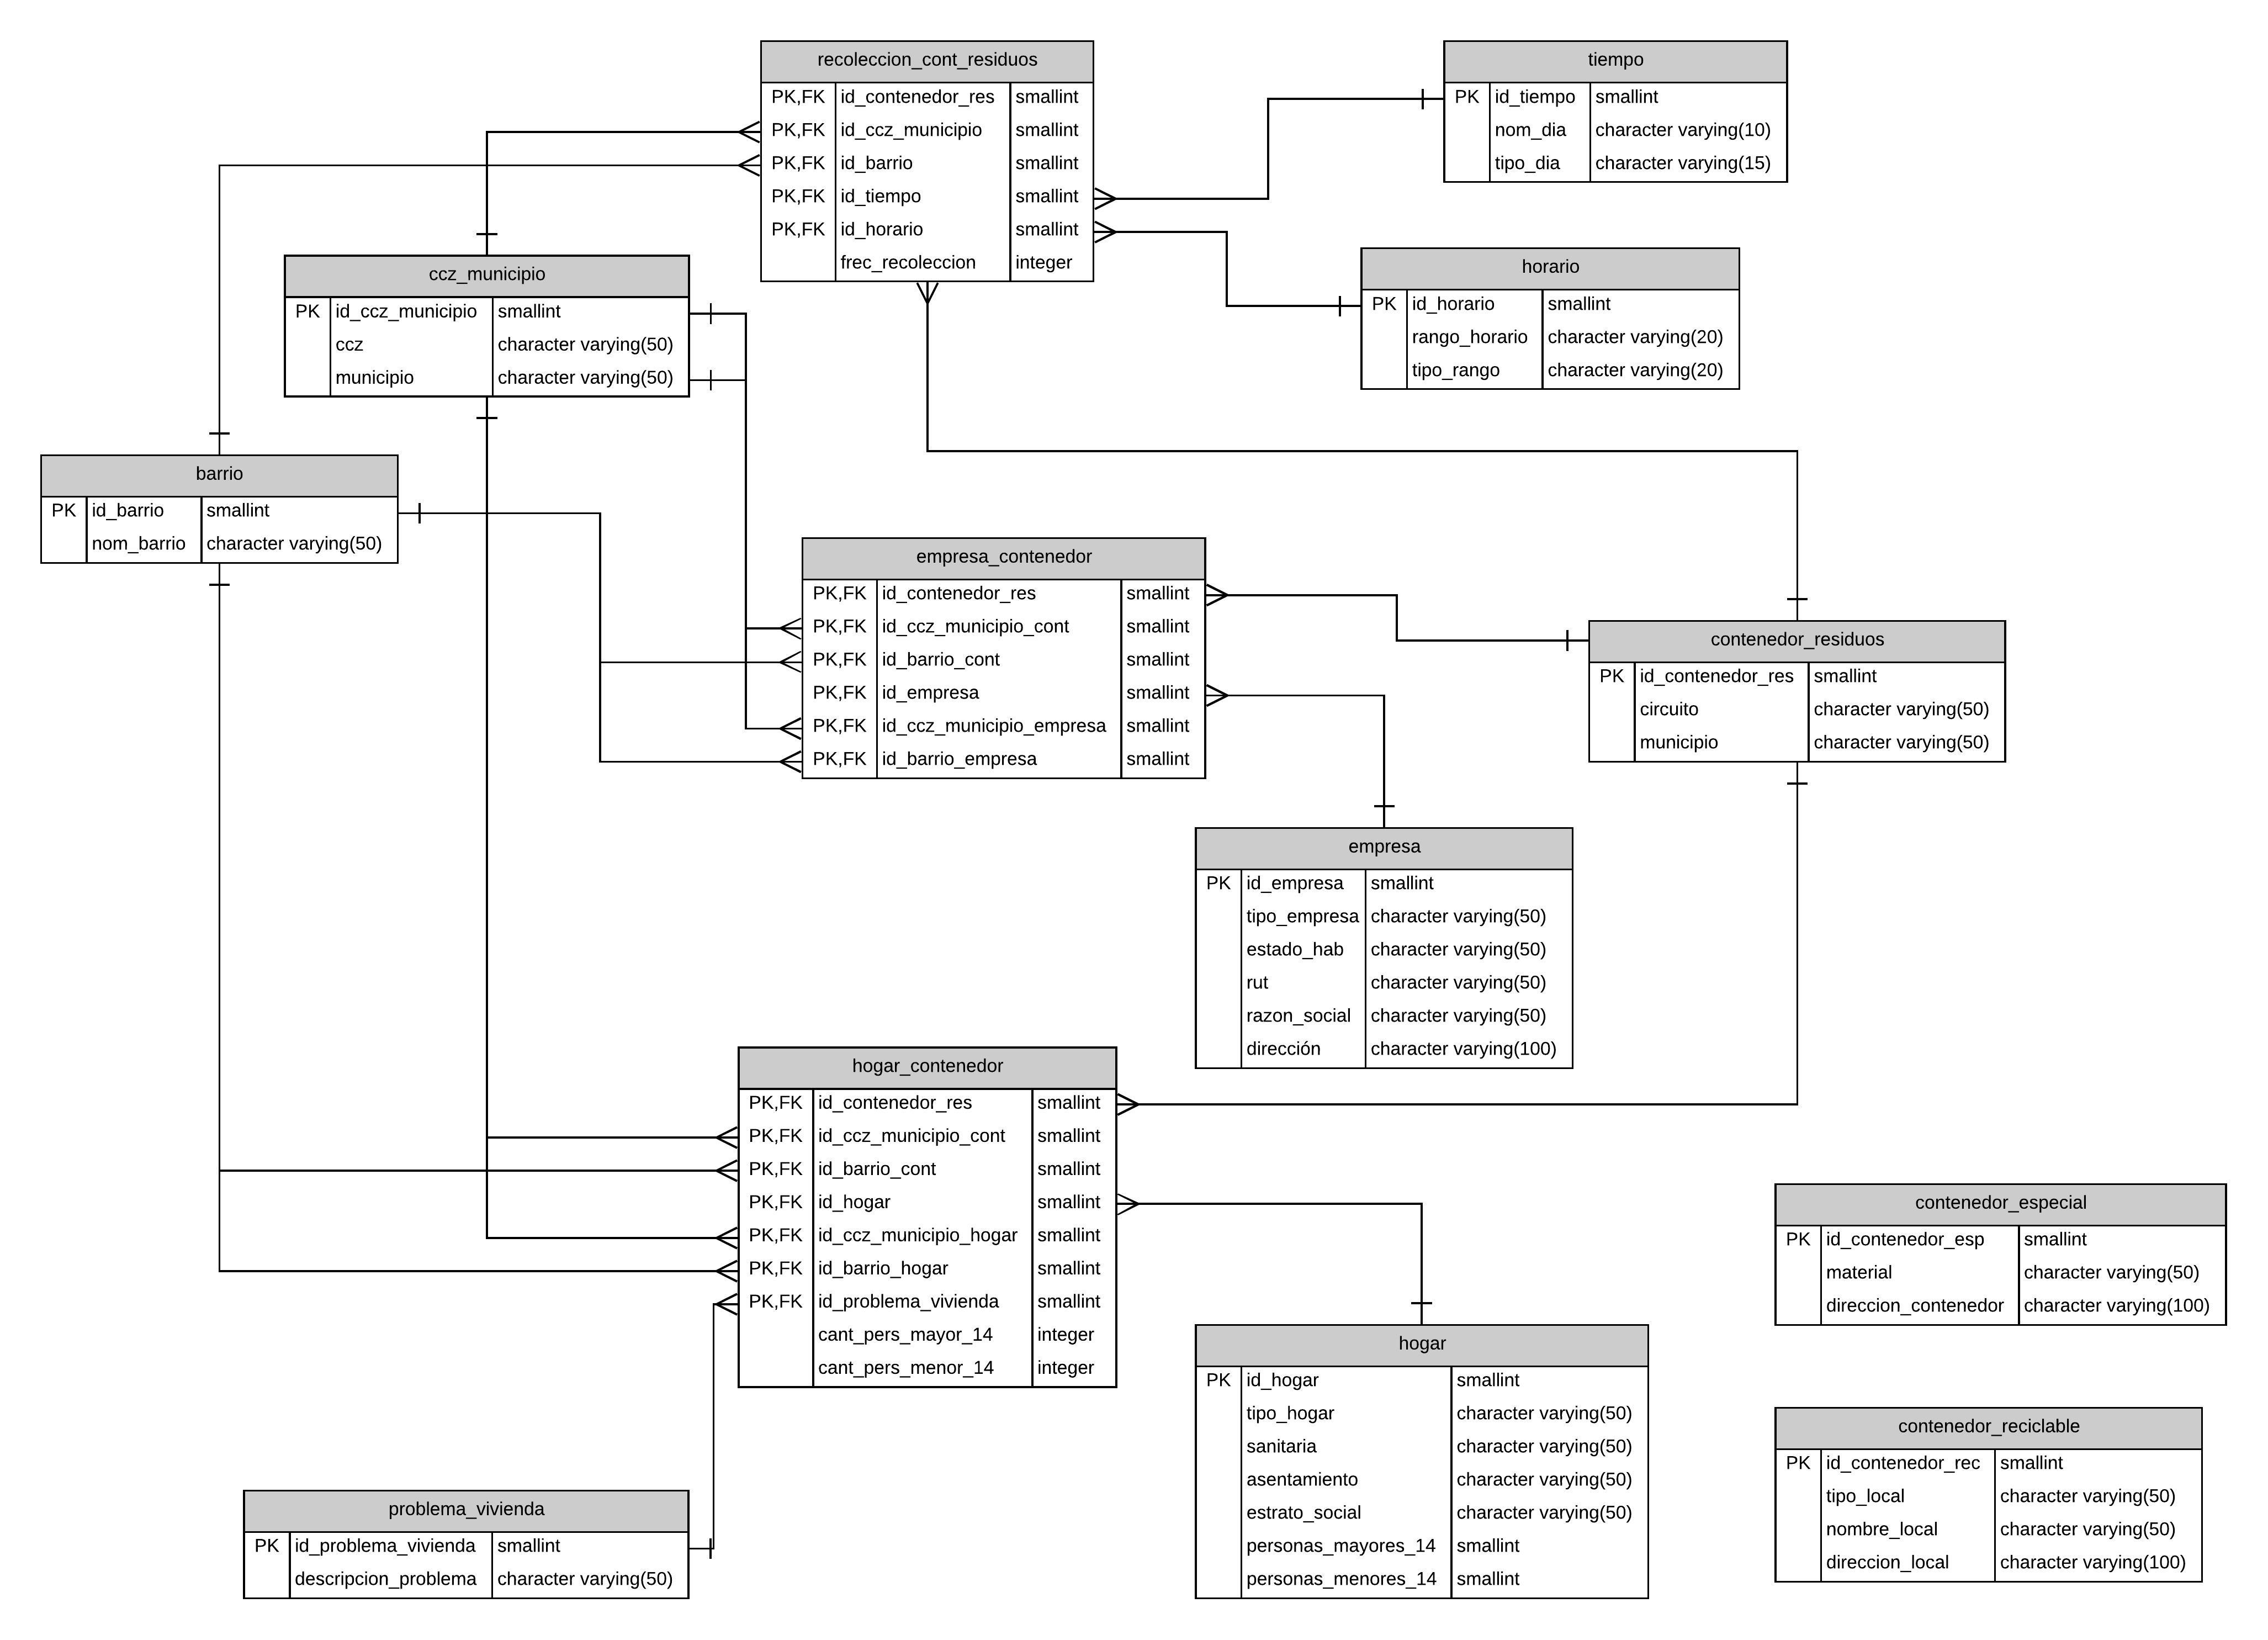 recoleccion_cont_residuos
PK,FK id_contenedor_res smallint
PK,FK id_ccz_municipio smallint
PK,FK id_barrio smallint
PK,FK id_tiempo smallint
PK,FK id_horario smallint
frec_recoleccion integer
tiempo
PK id_tiempo smallint
nom_dia character varying(10)
tipo_dia character varying(15)
ccz_municipio
PK id_ccz_municipio smallint
ccz character varying(50)
municipio character varying(50)
horario
PK id_horario smallint
rango_horario character varying(20)
tipo_rango character varying(20)
barrio
PK id_barrio smallint
nom_barrio character varying(50)
empresa_contenedor
PK,FK id_contenedor_res smallint
PK,FK id_ccz_municipio_cont smallint
PK,FK id_barrio_cont smallint
PK,FK id_empresa smallint
PK,FK id_ccz_municipio_empresa smallint
PK,FK id_barrio_empresa smallint
contenedor_residuos
PK id_contenedor_res smallint
circuito character varying(50)
municipio character varying(50)
empresa
PK id_empresa smallint
tipo_empresa character varying(50)
estado_hab character varying(50)
rut character varying(50)
razon_social character varying(50)
dirección character varying(100)
hogar_contenedor
PK,FK id_contenedor_res smallint
PK,FK id_ccz_municipio_cont smallint
PK,FK id_barrio_cont smallint
PK,FK id_hogar smallint
PK,FK id_ccz_municipio_hogar smallint
PK,FK id_barrio_hogar smallint
PK,FK id_problema_vivienda smallint
cant_pers_mayor_14 integer
cant_pers_menor_14 integer
contenedor_especial
PK id_contenedor_esp smallint
material character varying(50)
direccion_contenedor character varying(100)
hogar
PK id_hogar smallint
tipo_hogar character varying(50)
sanitaria character varying(50)
asentamiento character varying(50)
estrato_social character varying(50)
personas_mayores_14 smallint
personas_menores_14 smallint
contenedor_reciclable
PK id_contenedor_rec smallint
tipo_local character varying(50)
nombre_local character varying(50)
direccion_local character varying(100)
problema_vivienda
PK id_problema_vivienda smallint
descripcion_problema character varying(50)